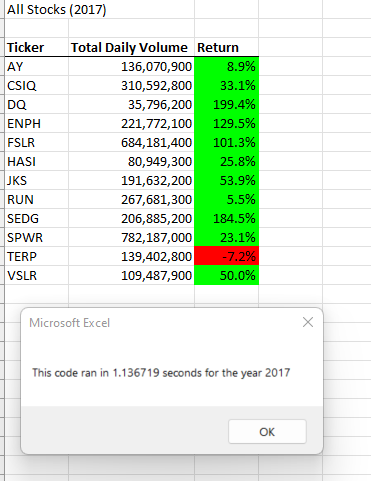 All Stocks (2017)
Ticker Total Daily Volume Return
AY 136,070,900 8.9%
CSIQ 310,592,800 33.1%
DQ 35,796,200 199.4%
ENPH 221,772,100 129.5%
FSLR 684,181,400 101.3%
HASI 80,949,300 25.8%
JKS 191,632,200 53.9%
RUN 267,681,300 5.5%
SEDG 206,885,200 184.5%
SPWR 782,187,000 23.1%
TERP 139,402,800 -7.2%
VSLR 109,487,900 50.0%
Microsoft Excel
This code ran in 1.136719 seconds for the year 2017
OK